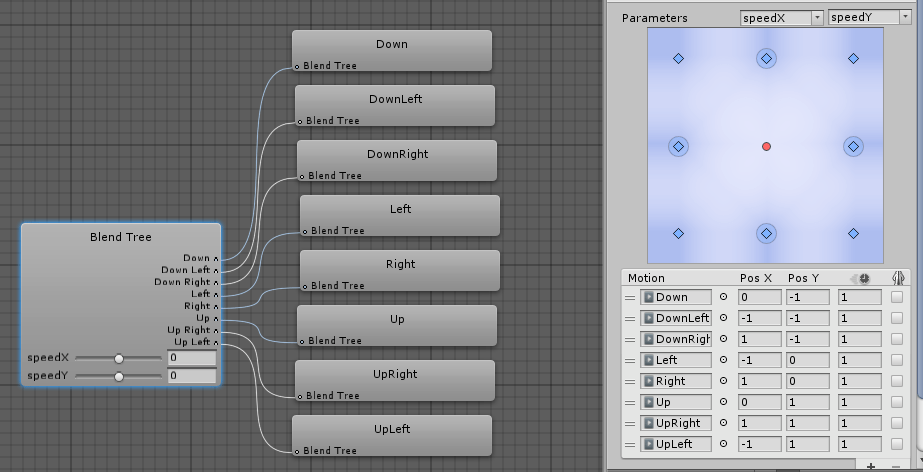 Down
Blend Tree
DownLeft
Blend Tree
DownRight
Blend Tree
Left
Blend Tree
Right
Blend Tree
Up
Blend Tree
UpRight
Blend Tree
UpLeft
Blend Tree
Blend Tree
Down
Down Left
Down Right
Left
Right
Up
Up Right
Up Left
speedX 0
speedY 0
Parameters speedX speedY
Motion Pos X Pos Y
Down 0 -1 1
DownLeft -1 -1 1
DownRigh 1 -1 1
Left -1 0 1
Right 1 0 1
Up 0 1 1
UpRight 1 1 1
UpLeft -1 1 1